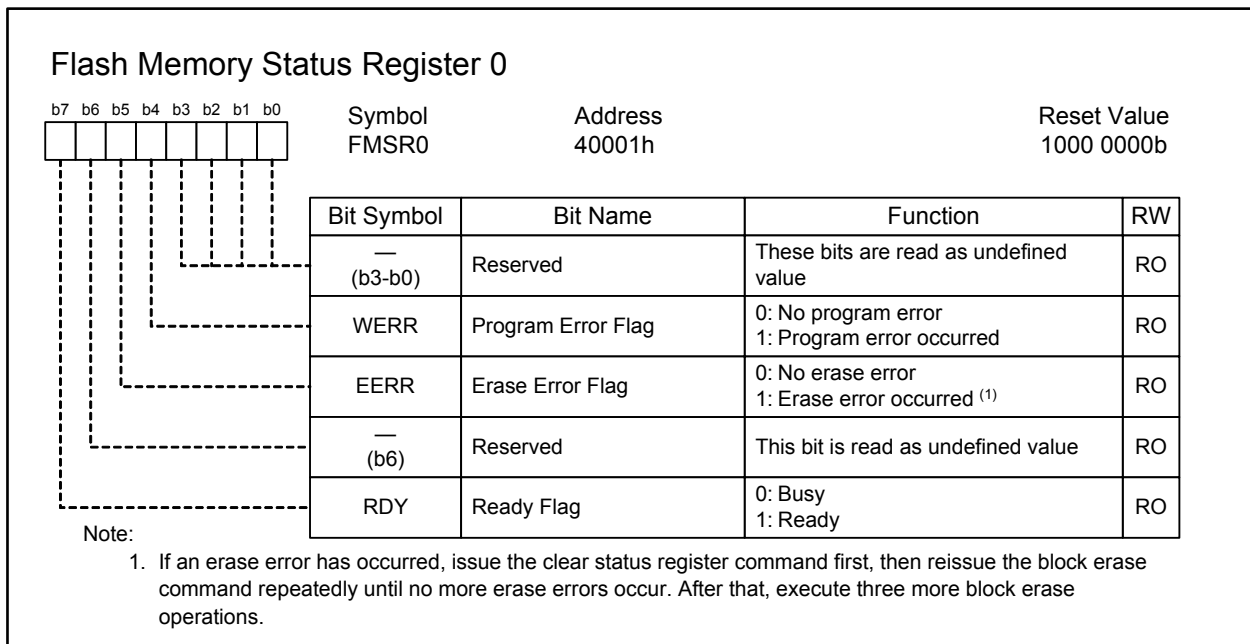 Flash Memory Status Register 0
b7 b6 b5 b4 b3 b2 b1 b0
Symbol Address Reset Value
FMSR0 40001h 1000 0000b
Bit Symbol Bit Name Function RW
— (b3-b0) Reserved These bits are read as undefined value RO
WERR Program Error Flag 0: No program error
1: Program error occurred RO
EERR Erase Error Flag 0: No erase error
1: Erase error occurred (1) RO
— (b6) Reserved This bit is read as undefined value RO
RDY Ready Flag 0: Busy
1: Ready RO
Note:
1. If an erase error has occurred, issue the clear status register command first, then reissue the block erase
command repeatedly until no more erase errors occur. After that, execute three more block erase
operations.